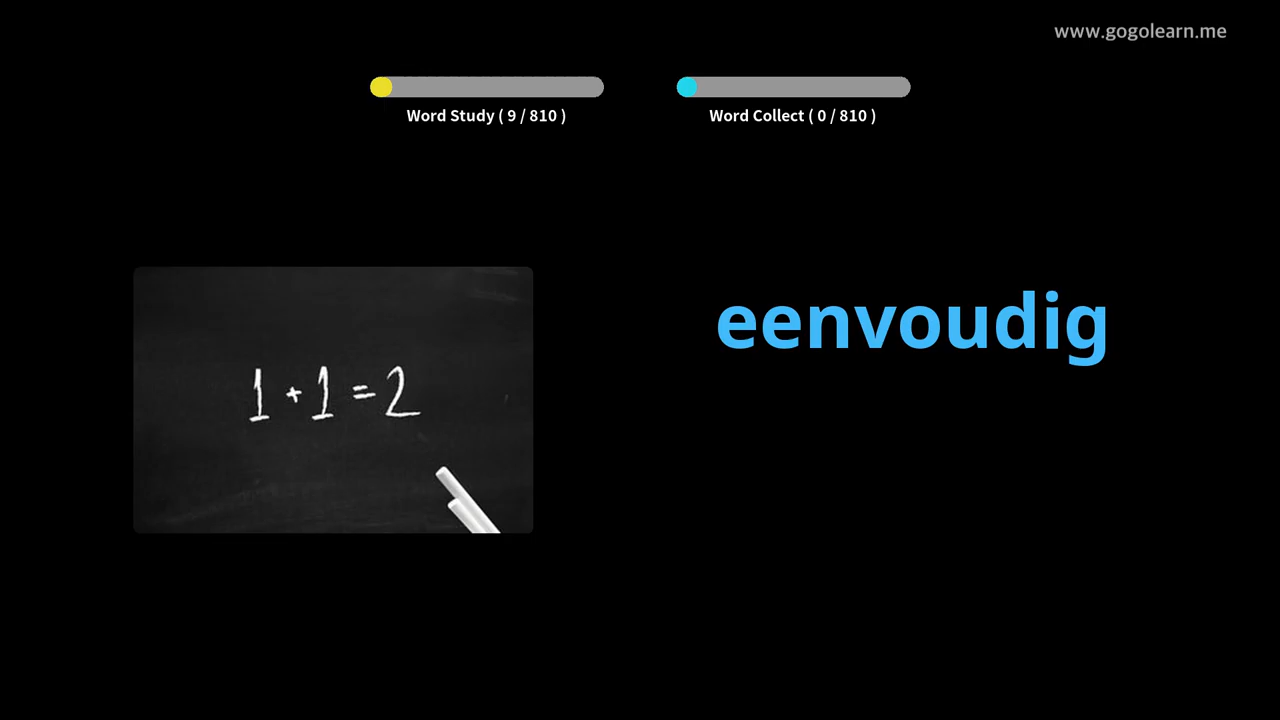 www.gogolearn.me
Word Study ( 9 / 810 )
Word Collect ( 0 / 810 )
eenvoudig
1 + 1 = 2